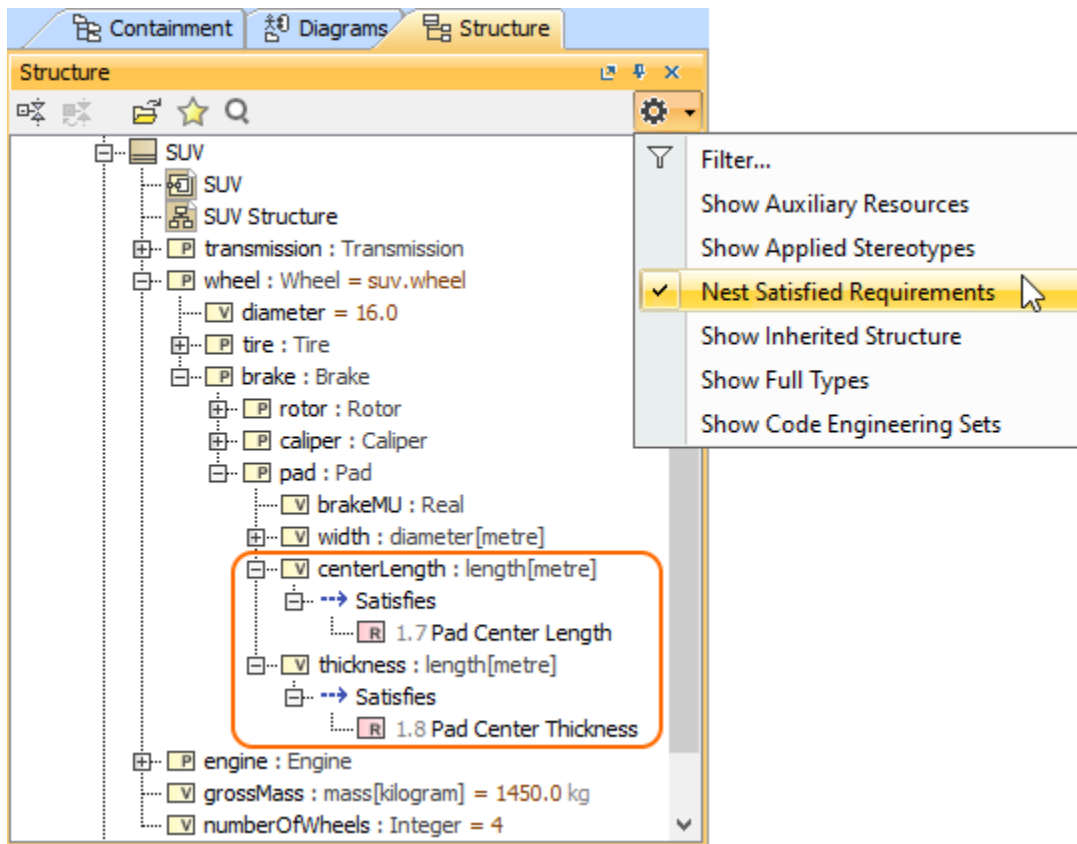 Containment Diagrams Structure
Structure
SUV
SUV
SUV Structure
P transmission : Transmission
P wheel : Wheel = suv.wheel
V diameter = 16.0
P tire : Tire
P brake : Brake
P rotor : Rotor
P caliper : Caliper
P pad : Pad
V brakeMU : Real
V width : diameter[metre]
V centerLength : length[metre]
Satisfies
R 1.7 Pad Center Length
V thickness : length[metre]
Satisfies
R 1.8 Pad Center Thickness
P engine : Engine
V grossMass : mass[kilogram] = 1450.0 kg
V numberOfWheels : Integer = 4
Filter...
Show Auxiliary Resources
Show Applied Stereotypes
Nest Satisfied Requirements
Show Inherited Structure
Show Full Types
Show Code Engineering Sets